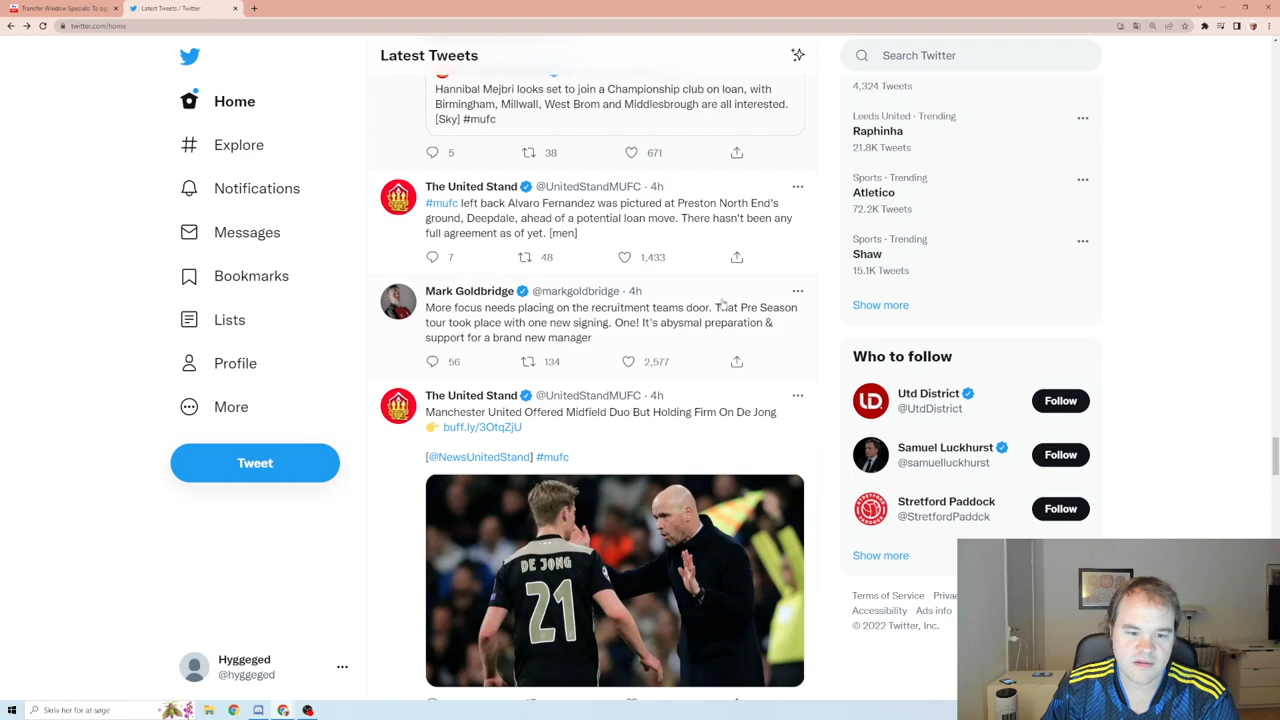 Transfer Window Specials: To sig
Latest Tweets / Twitter
twitter.com/home
Home
Explore
Notifications
Messages
Bookmarks
Lists
Profile
More
Tweet
Hyggeged
@hyggeged
Latest Tweets
Hannibal Mejbri looks set to join a Championship club on loan, with
Birmingham, Millwall, West Brom and Middlesbrough are all interested.
[Sky] #mufc
5 38 671
The United Stand @UnitedStandMUFC · 4h
#mufc left back Alvaro Fernandez was pictured at Preston North End's
ground, Deepdale, ahead of a potential loan move. There hasn't been any
full agreement as of yet. [men]
7 48 1,433
Mark Goldbridge @markgoldbridge · 4h
More focus needs placing on the recruitment teams door. That Pre Season
tour took place with one new signing. One! It's abysmal preparation &
support for a brand new manager
56 134 2,577
The United Stand @UnitedStandMUFC · 4h
Manchester United Offered Midfield Duo But Holding Firm On De Jong
👉 buff.ly/3OtqZjU
[@NewsUnitedStand] #mufc
DE JONG
21
Search Twitter
4,324 Tweets
Leeds United · Trending
Raphinha
21.8K Tweets
Sports · Trending
Atletico
72.2K Tweets
Sports · Trending
Shaw
15.1K Tweets
Show more
Who to follow
Utd District
@UtdDistrict
Follow
Samuel Luckhurst
@samuelluckhurst
Follow
Stretford Paddock
@StretfordPaddck
Follow
Show more
Terms of Service Privac
Accessibility Ads info
© 2022 Twitter, Inc.
Skriv her for at søge